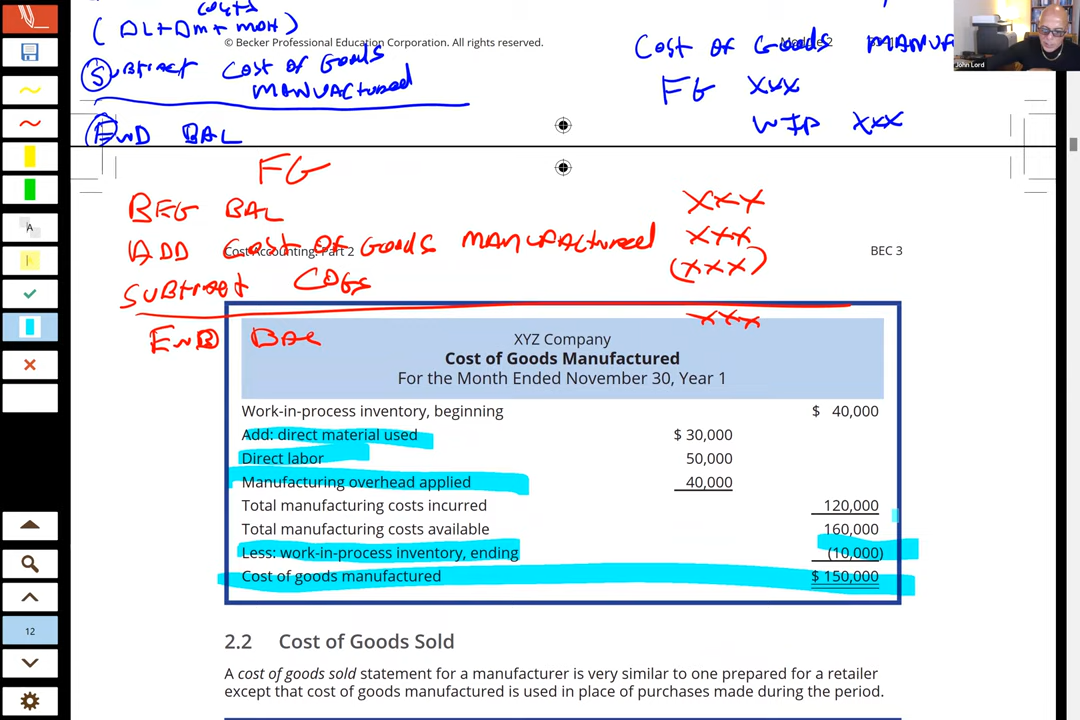 costs
( DL + DM + MOH )
© Becker Professional Education Corporation. All rights reserved.
Module 2
Cost of Goods MANUF
John Lord
Subtract Cost of Goods
MANUACtured
FG XXX
WIP XXX
END BAL
FG
BEG BAL XXX
ADD Cost of Goods MANUFACtured XXX
Cost Accounting: Part 2 BEC 3
Subtract COGS (XXX)
XXX
END BAL
XYZ Company
Cost of Goods Manufactured
For the Month Ended November 30, Year 1
Work-in-process inventory, beginning $ 40,000
Add: direct material used $ 30,000
Direct labor 50,000
Manufacturing overhead applied 40,000
Total manufacturing costs incurred 120,000
Total manufacturing costs available 160,000
Less: work-in-process inventory, ending (10,000)
Cost of goods manufactured $ 150,000
12
2.2 Cost of Goods Sold
A cost of goods sold statement for a manufacturer is very similar to one prepared for a retailer
except that cost of goods manufactured is used in place of purchases made during the period.